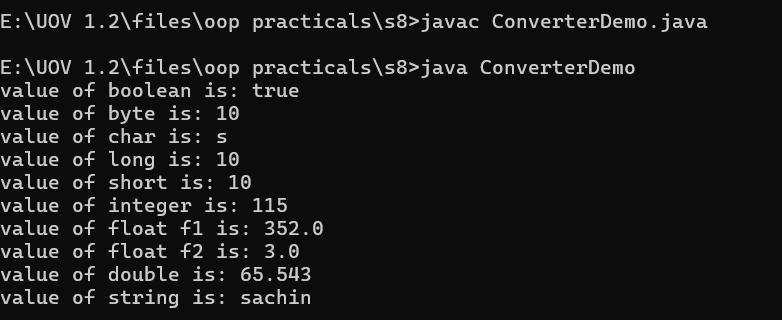 E:\UOV 1.2\files\oop practicals\s8>javac ConverterDemo.java
E:\UOV 1.2\files\oop practicals\s8>java ConverterDemo
value of boolean is: true
value of byte is: 10
value of char is: s
value of long is: 10
value of short is: 10
value of integer is: 115
value of float f1 is: 352.0
value of float f2 is: 3.0
value of double is: 65.543
value of string is: sachin